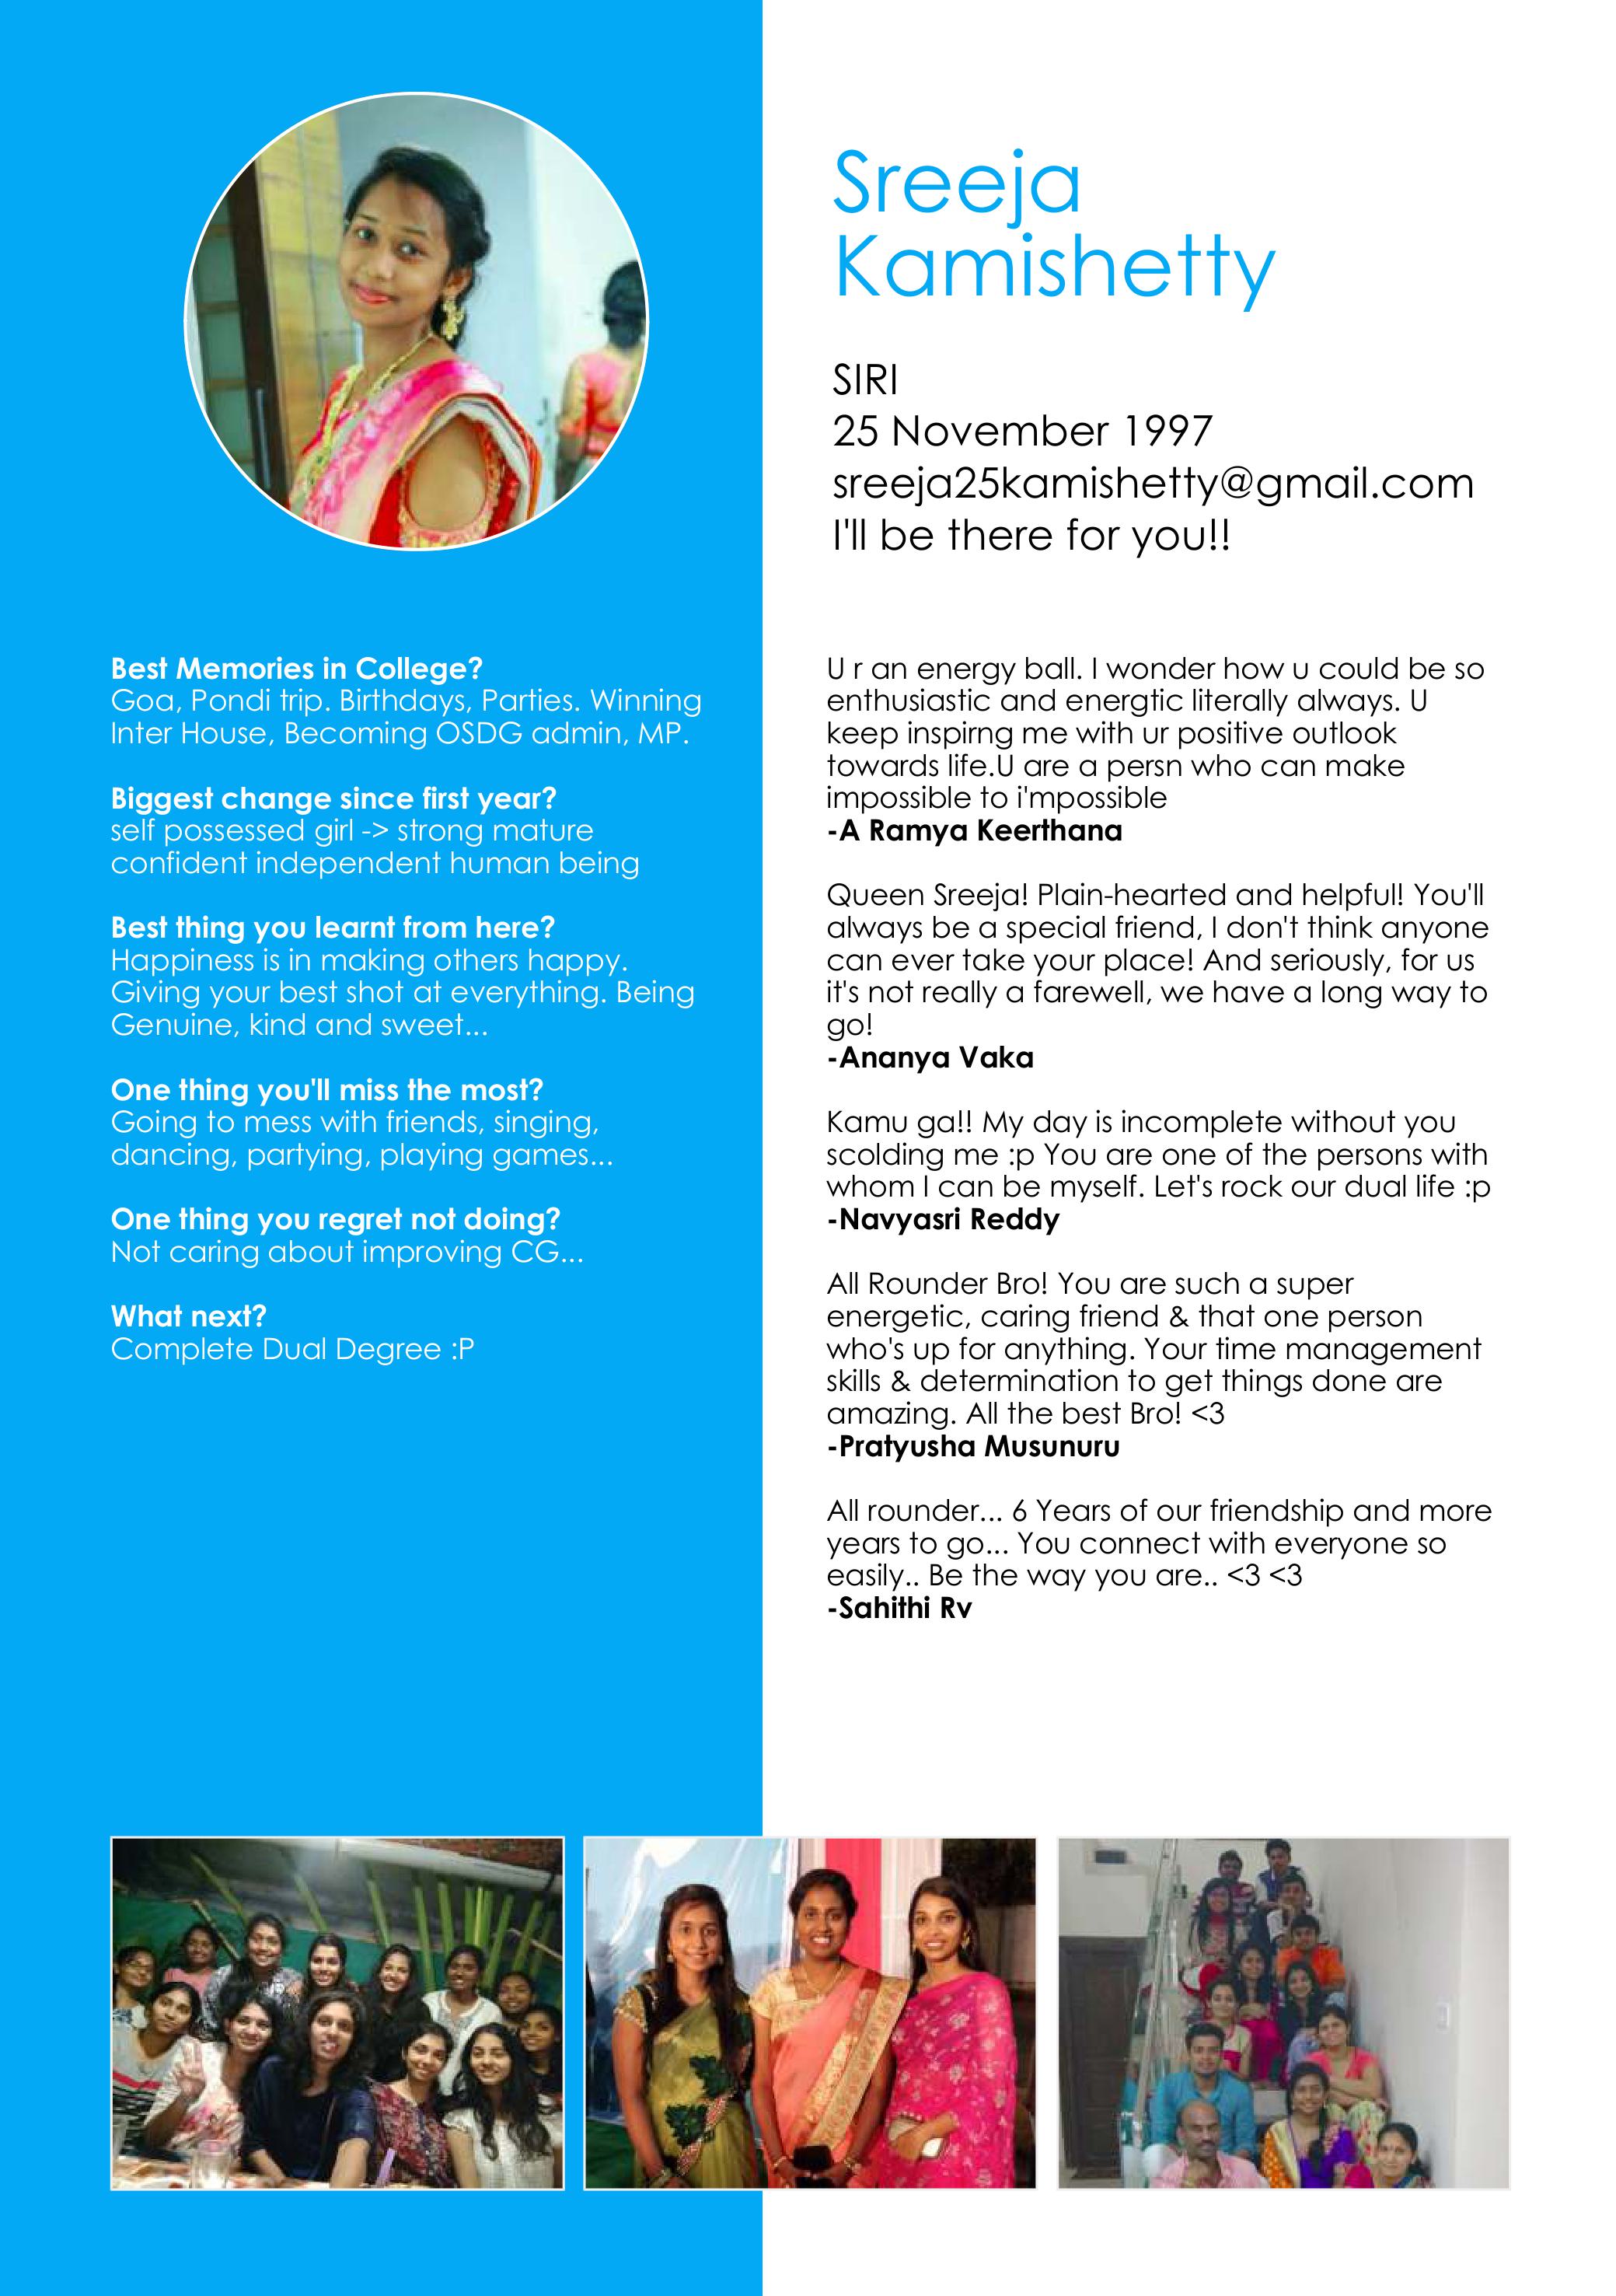 Sreeja
Kamishetty
SIRI
25 November 1997
sreeja25kamishetty@gmail.com
I'll be there for you!!
Best Memories in College?
Goa, Pondi trip. Birthdays, Parties. Winning
Inter House, Becoming OSDG admin, MP.
Biggest change since first year?
self possessed girl -> strong mature
confident independent human being
Best thing you learnt from here?
Happiness is in making others happy.
Giving your best shot at everything. Being
Genuine, kind and sweet...
One thing you'll miss the most?
Going to mess with friends, singing,
dancing, partying, playing games...
One thing you regret not doing?
Not caring about improving CG...
What next?
Complete Dual Degree :P
U r an energy ball. I wonder how u could be so
enthusiastic and energtic literally always. U
keep inspirng me with ur positive outlook
towards life.U are a persn who can make
impossible to i'mpossible
-A Ramya Keerthana
Queen Sreeja! Plain-hearted and helpful! You'll
always be a special friend, I don't think anyone
can ever take your place! And seriously, for us
it's not really a farewell, we have a long way to
go!
-Ananya Vaka
Kamu ga!! My day is incomplete without you
scolding me :p You are one of the persons with
whom I can be myself. Let's rock our dual life :p
-Navyasri Reddy
All Rounder Bro! You are such a super
energetic, caring friend & that one person
who's up for anything. Your time management
skills & determination to get things done are
amazing. All the best Bro! <3
-Pratyusha Musunuru
All rounder... 6 Years of our friendship and more
years to go... You connect with everyone so
easily.. Be the way you are.. <3 <3
-Sahithi Rv